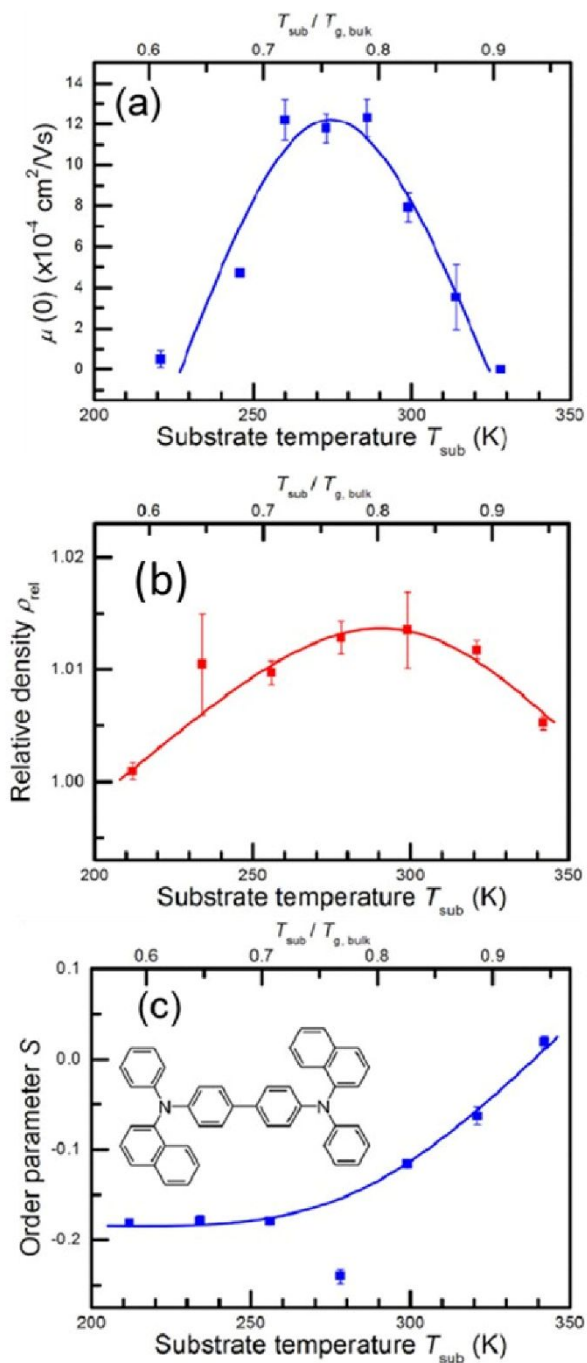 T_sub / T_g, bulk
0.6 0.7 0.8 0.9
(a)
14
12
10
8
6
4
2
0
μ (0) (x10⁻⁴ cm²/Vs)
200 250 300 350
Substrate temperature T_sub (K)
T_sub / T_g, bulk
0.6 0.7 0.8 0.9
(b)
1.02
1.01
1.00
Relative density ρ_rel
200 250 300 350
Substrate temperature T_sub (K)
T_sub / T_g, bulk
0.6 0.7 0.8 0.9
(c)
0.1
0.0
-0.1
-0.2
Order parameter S
N
N
200 250 300 350
Substrate temperature T_sub (K)